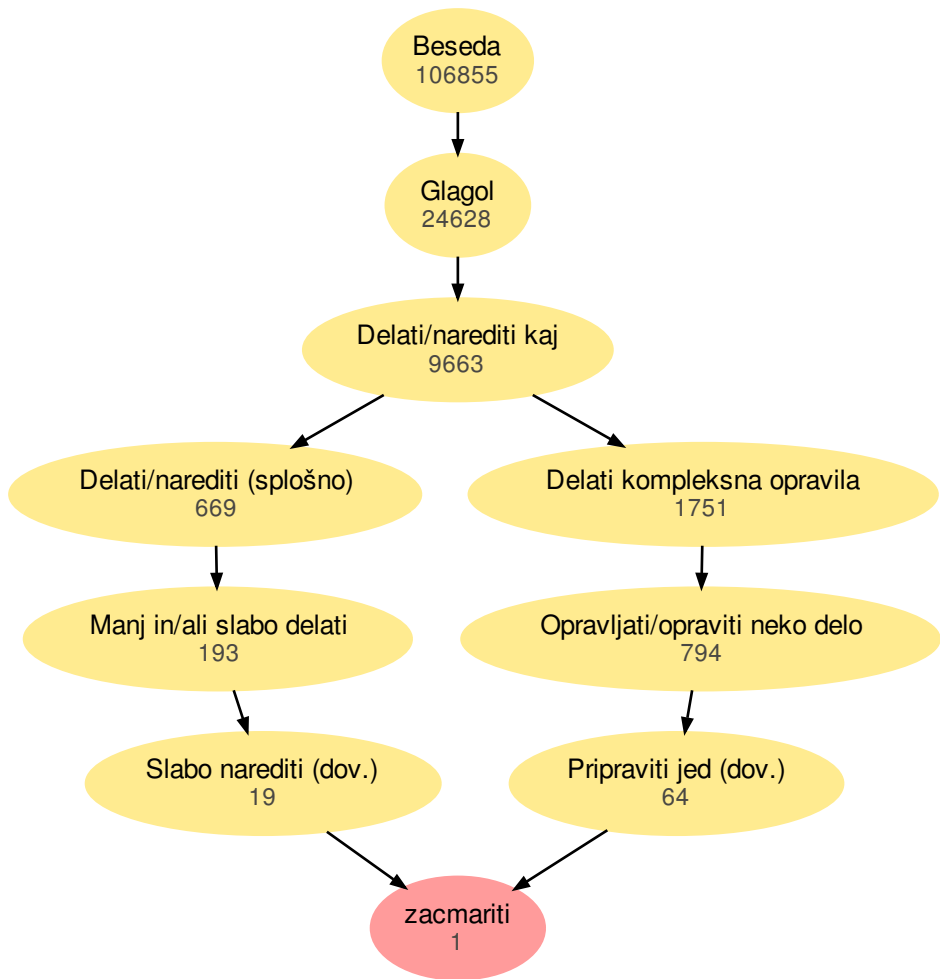 Beseda
106855
Glagol
24628
Delati/narediti kaj
9663
Delati/narediti (splošno)
669
Delati kompleksna opravila
1751
Manj in/ali slabo delati
193
Opravljati/opraviti neko delo
794
Slabo narediti (dov.)
19
Pripraviti jed (dov.)
64
zacmariti
1